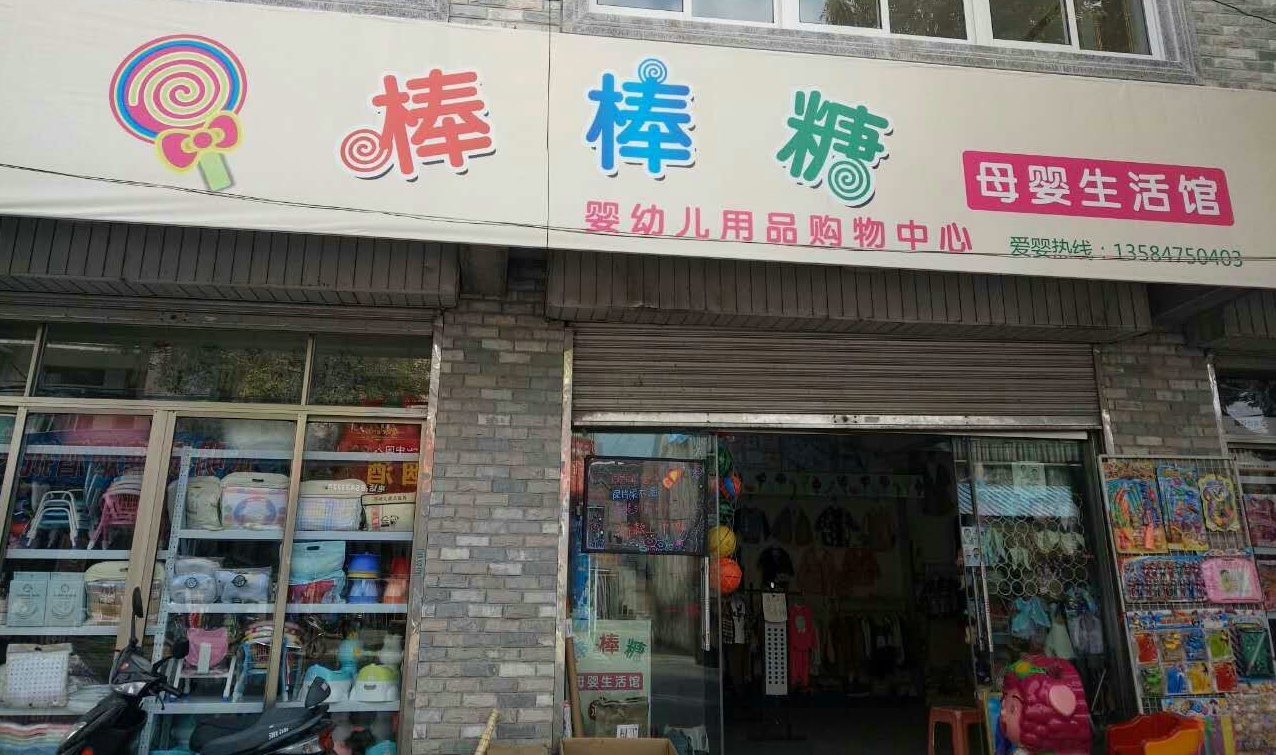 棒棒糖
母婴生活馆
婴幼儿用品购物中心
爱婴热线：13584750403
棒糖
母婴生活馆